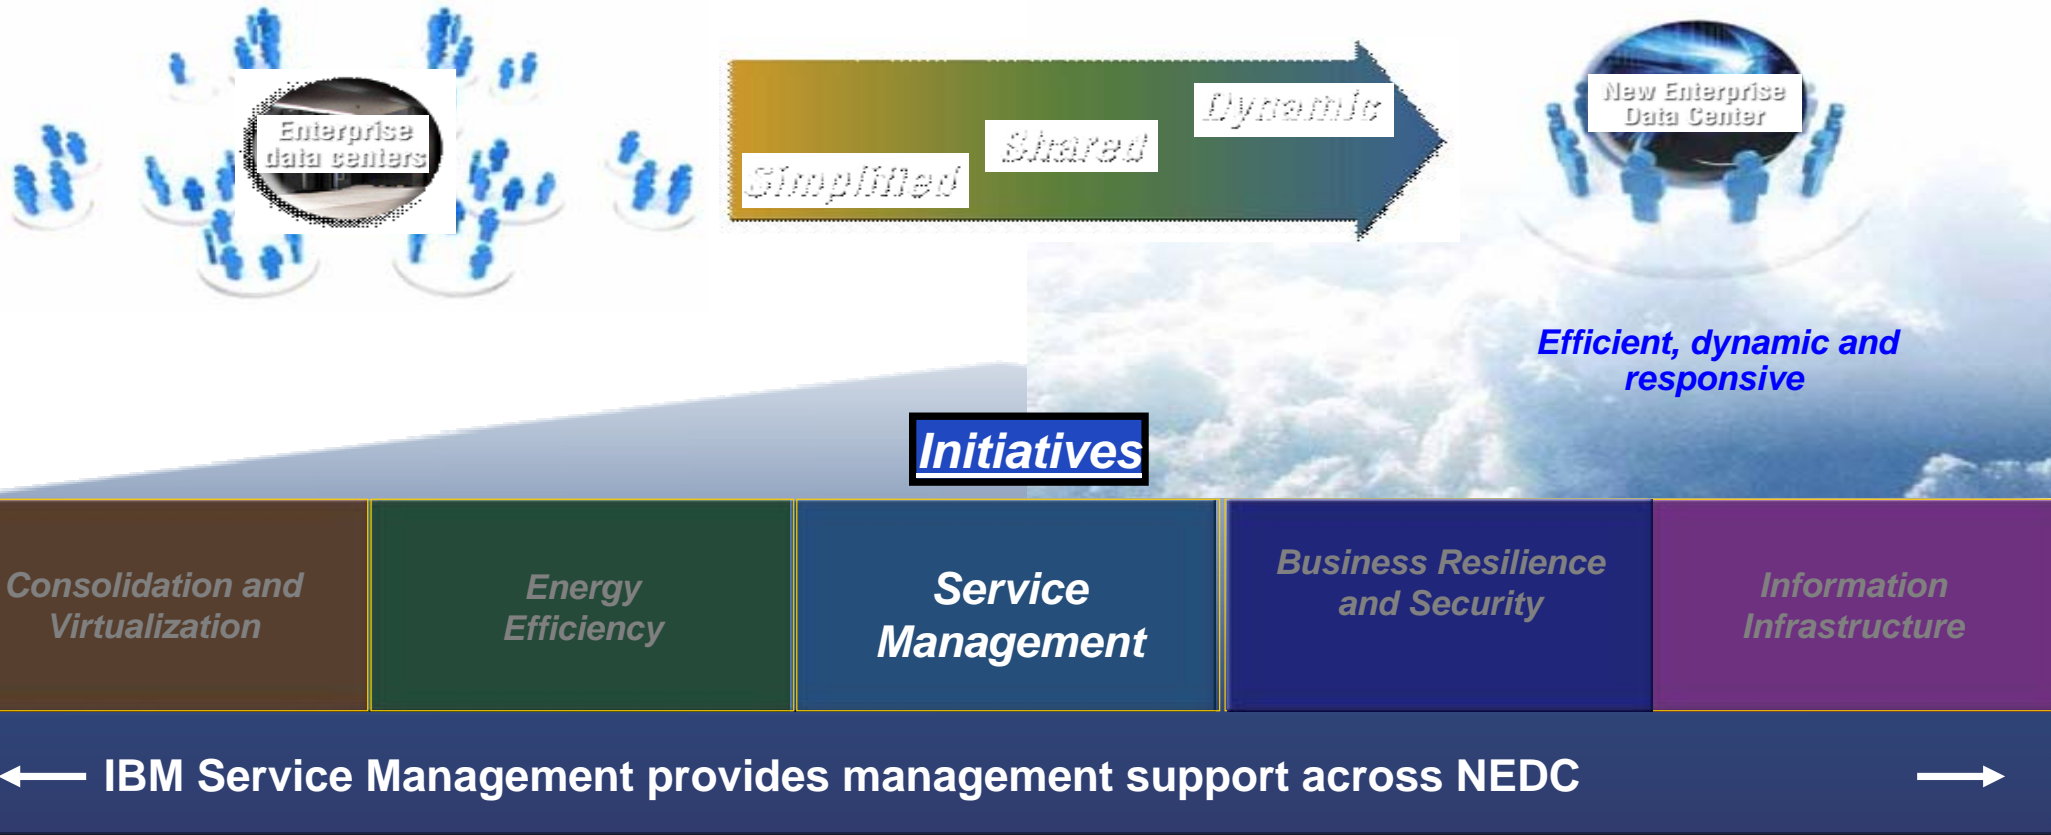 Enterprise
data centers
Simplified
Shared
Dynamic
New Enterprise
Data Center
Efficient, dynamic and
responsive
Initiatives
Consolidation and
Virtualization
Energy
Efficiency
Service
Management
Business Resilience
and Security
Information
Infrastructure
IBM Service Management provides management support across NEDC